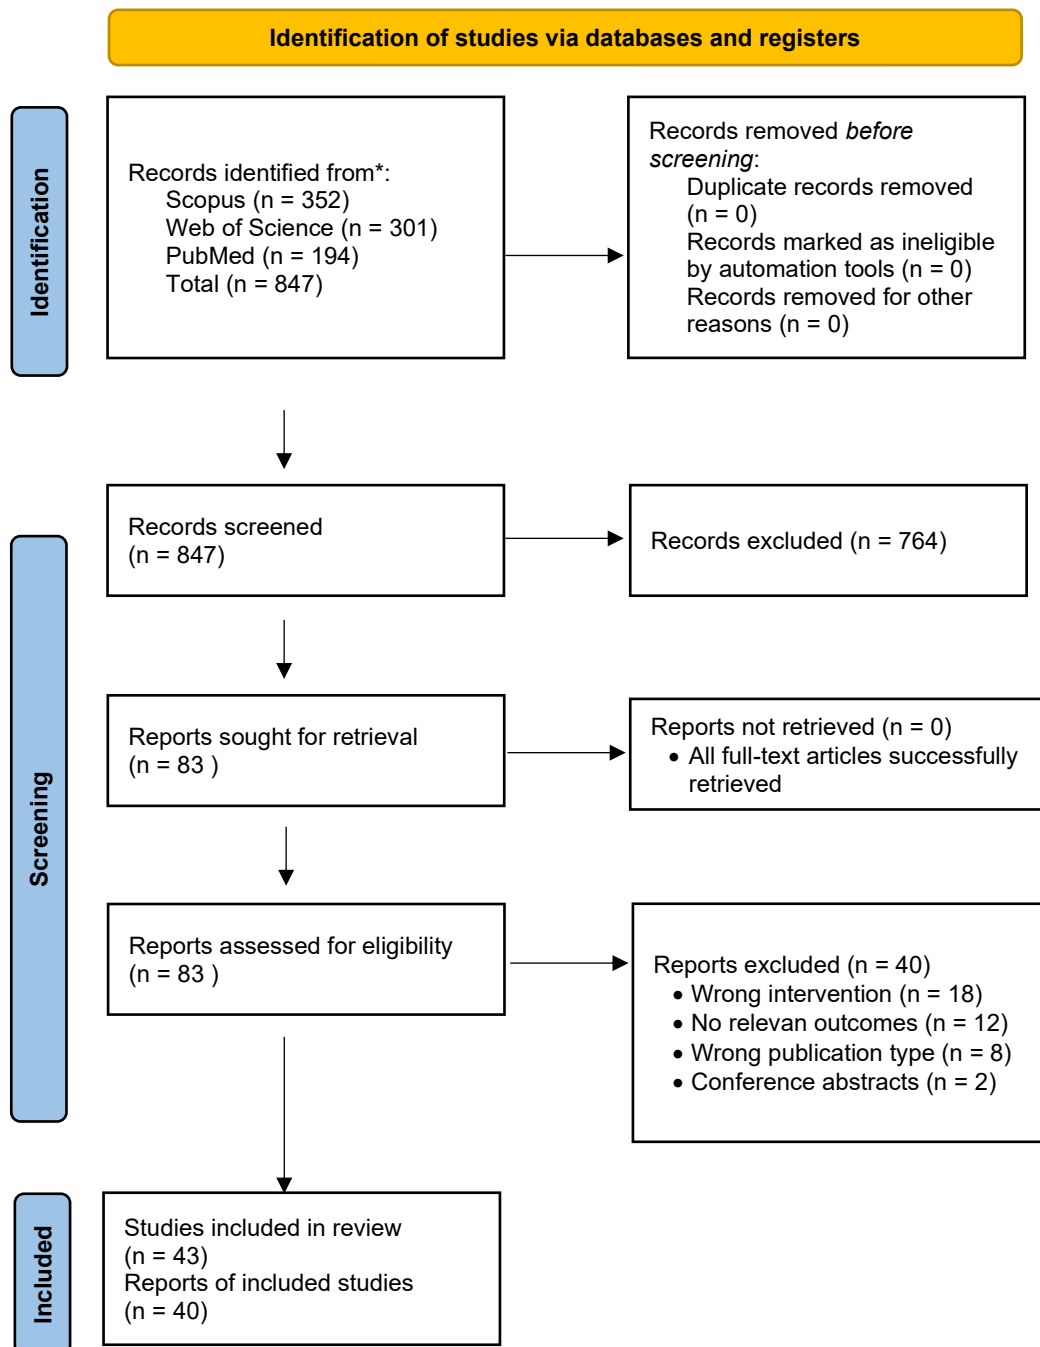 Identification of studies via databases and registers
Identification
Records identified from*:
Scopus (n = 352)
Web of Science (n = 301)
PubMed (n = 194)
Total (n = 847)
Records removed before
screening:
Duplicate records removed
(n = 0)
Records marked as ineligible
by automation tools (n = 0)
Records removed for other
reasons (n = 0)
Screening
Records screened
(n = 847)
Records excluded (n = 764)
Reports sought for retrieval
(n = 83 )
Reports not retrieved (n = 0)
• All full-text articles successfully
retrieved
Reports assessed for eligibility
(n = 83 )
Reports excluded (n = 40)
• Wrong intervention (n = 18)
• No relevan outcomes (n = 12)
• Wrong publication type (n = 8)
• Conference abstracts (n = 2)
Included
Studies included in review
(n = 43)
Reports of included studies
(n = 40)